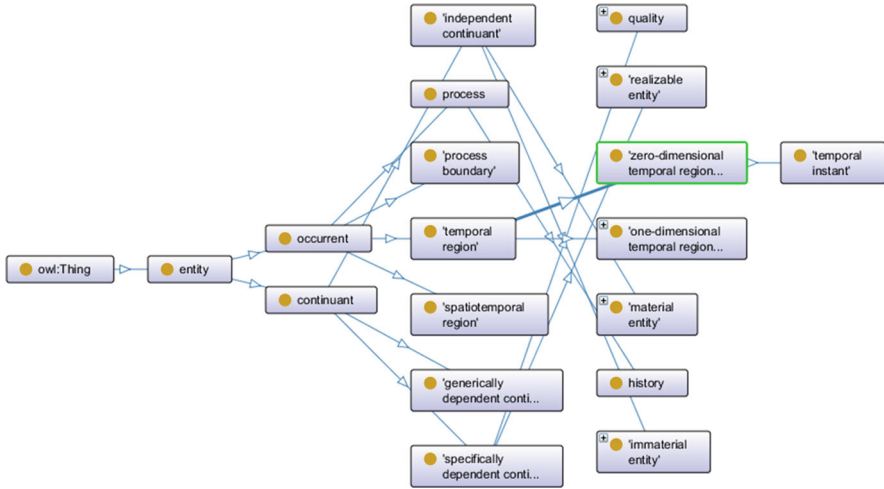 owl:Thing
entity
occurrent
continuant
'independent
continuant'
process
'process
boundary'
'temporal
region'
'spatiotemporal
region'
'generically
dependent conti...
'specifically
dependent conti...
quality
'realizable
entity'
'zero-dimensional
temporal region...
'one-dimensional
temporal region...
'material
entity'
history
'immaterial
entity'
'temporal
instant'